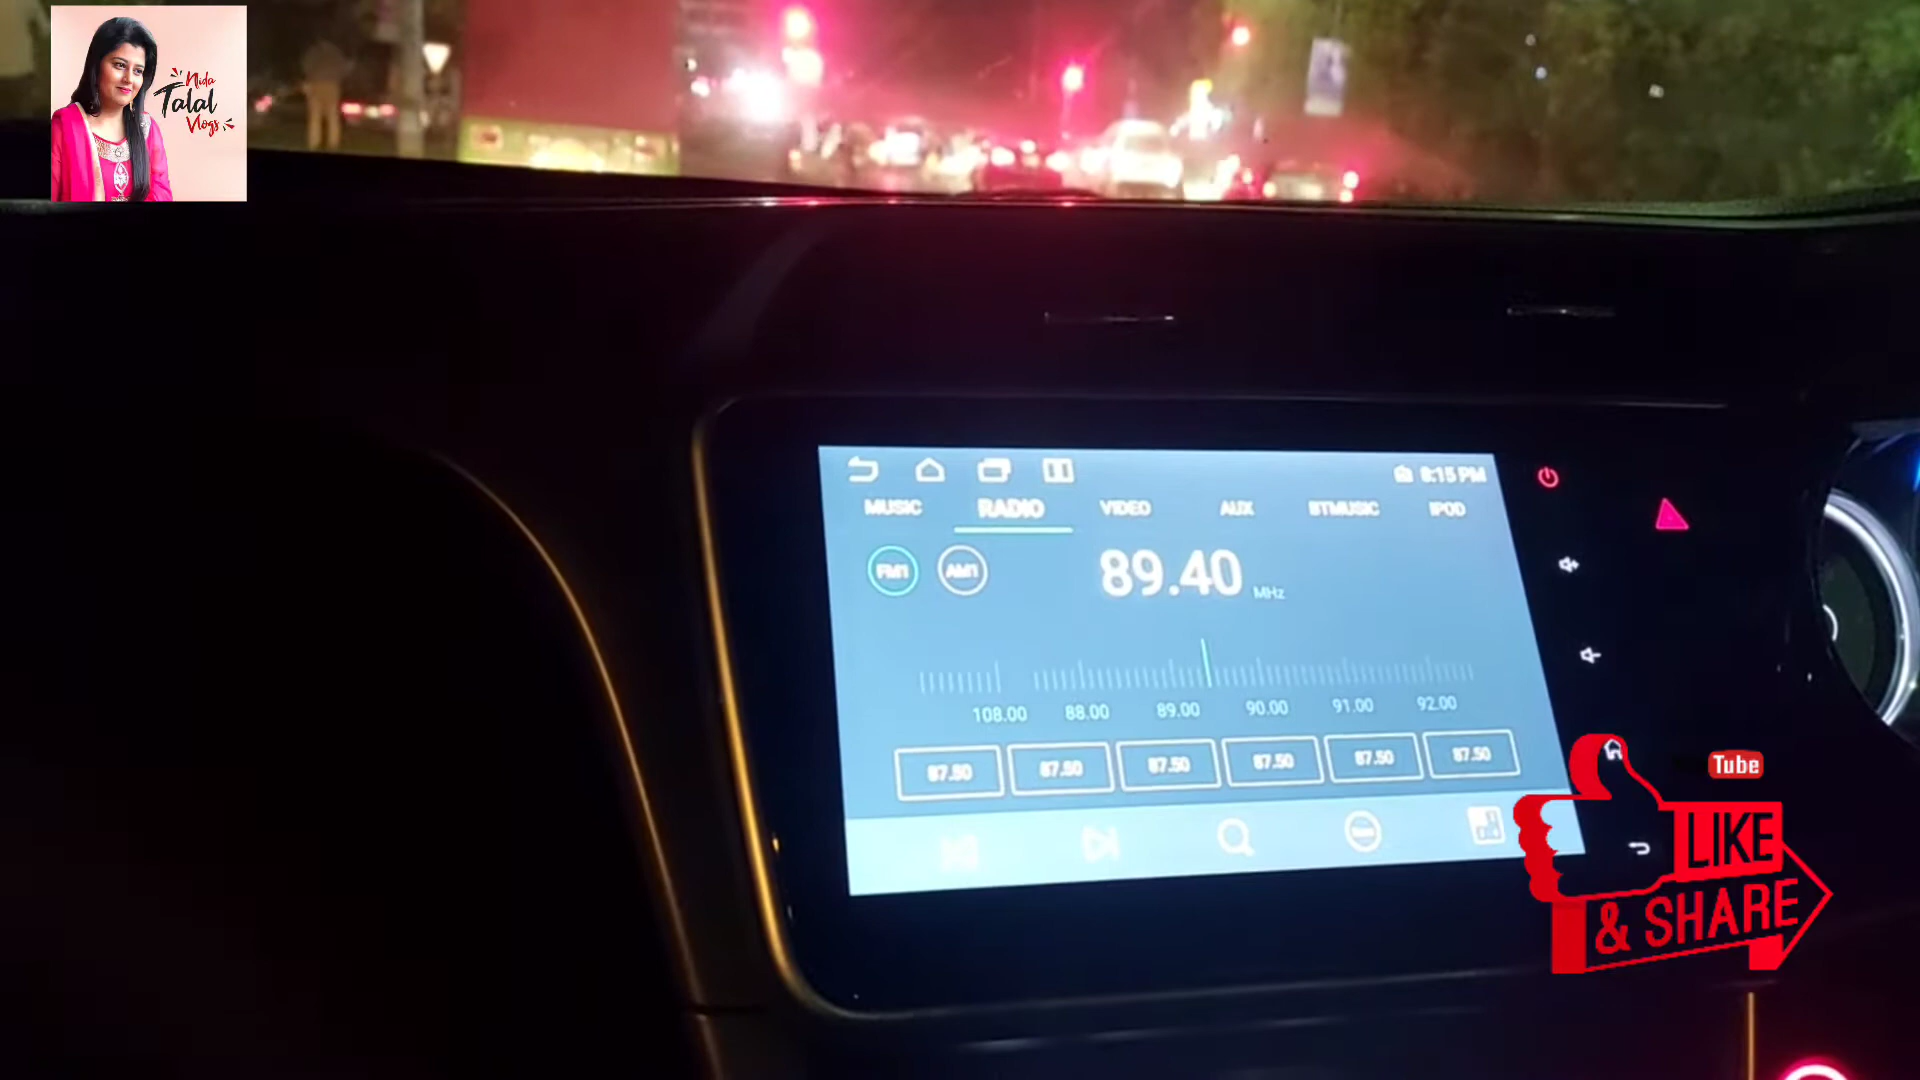 Nida
Talal
Vlogs
8:15 PM
MUSIC RADIO VIDEO AUX BTMUSIC IPOD
FM1 AM1 89.40 MHz
108.00 88.00 89.00 90.00 91.00 92.00
87.50 87.50 87.50 87.50 87.50 87.50
Tube
LIKE
& SHARE